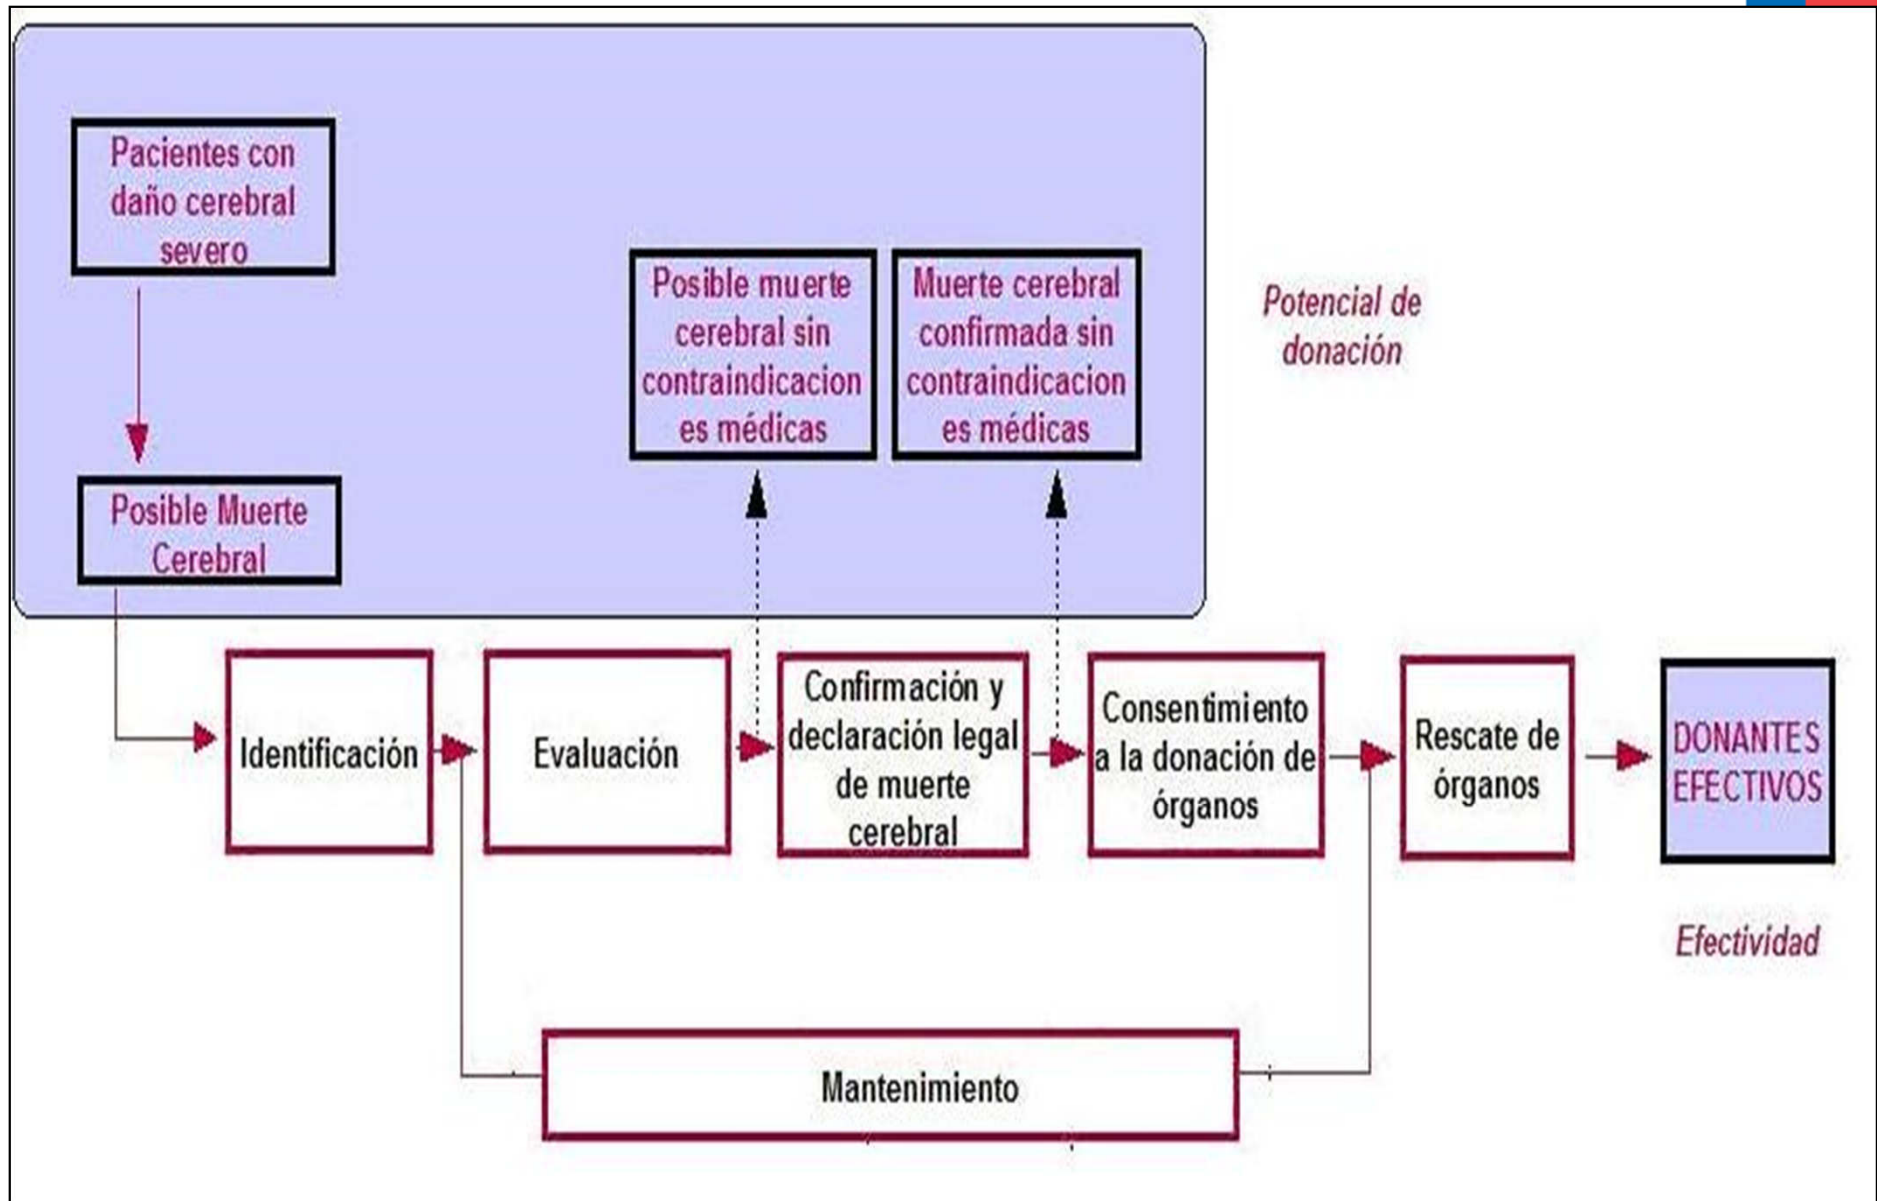 Pacientes con
daño cerebral
severo
Posible muerte
cerebral sin
contraindicacion
es médicas
Muerte cerebral
confirmada sin
contraindicacion
es médicas
Potencial de
donación
Posible Muerte
Cerebral
Identificación
Evaluación
Confirmación y
declaración legal
de muerte
cerebral
Consentimiento
a la donación de
órganos
Rescate de
órganos
DONANTES
EFECTIVOS
Efectividad
Mantenimiento